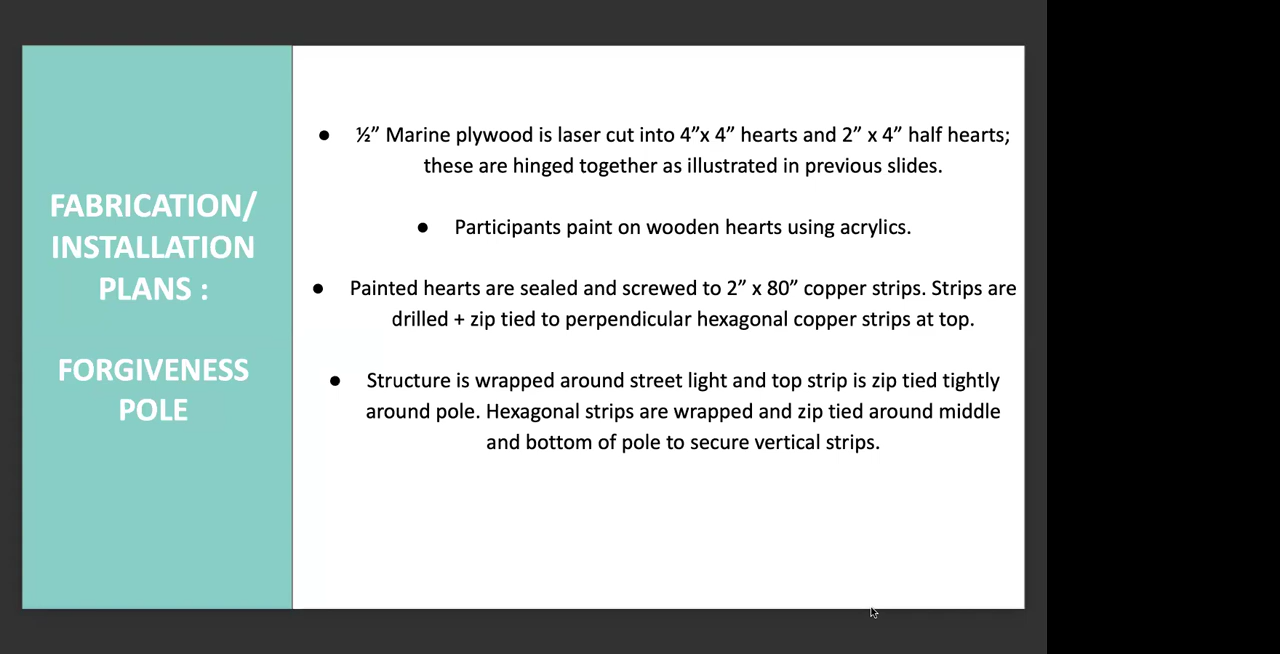 FABRICATION/
INSTALLATION
PLANS :
FORGIVENESS
POLE
● ½” Marine plywood is laser cut into 4”x 4” hearts and 2” x 4” half hearts;
these are hinged together as illustrated in previous slides.
● Participants paint on wooden hearts using acrylics.
● Painted hearts are sealed and screwed to 2” x 80” copper strips. Strips are
drilled + zip tied to perpendicular hexagonal copper strips at top.
● Structure is wrapped around street light and top strip is zip tied tightly
around pole. Hexagonal strips are wrapped and zip tied around middle
and bottom of pole to secure vertical strips.